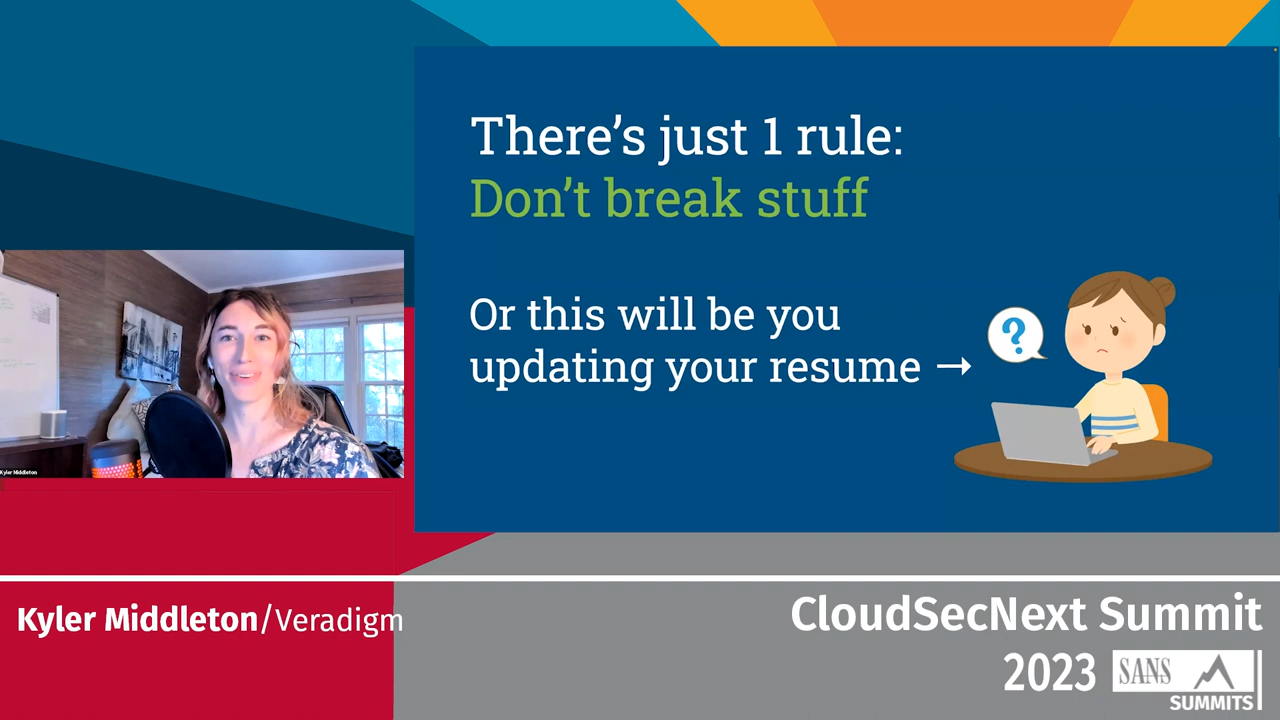 There’s just 1 rule:
Don’t break stuff
Or this will be you
updating your resume →
?
Kyler Middleton
Kyler Middleton/Veradigm
CloudSecNext Summit
2023
SANS
SUMMITS